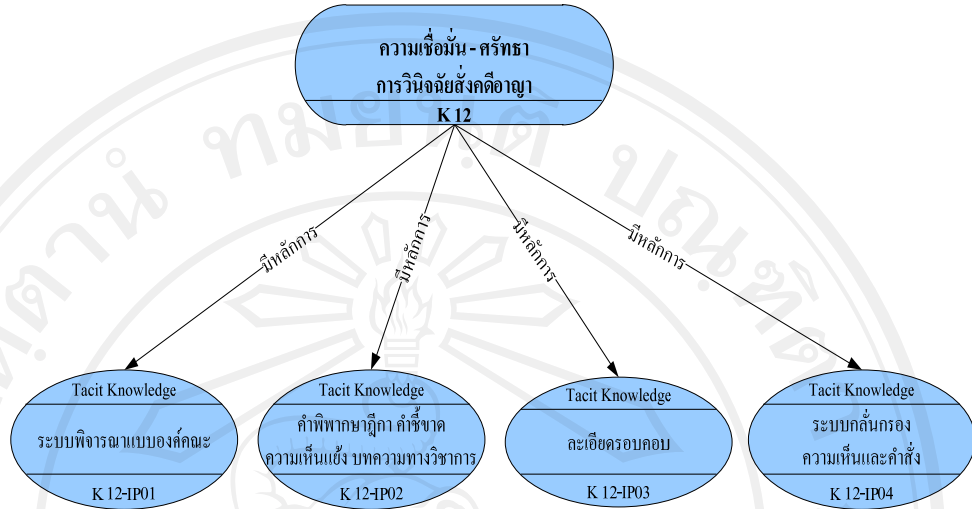 ความเชื่อมั่น - ศรัทธา
การวินิจฉัยสั่งคดีอาญา
K 12
มีหลักการ
มีหลักการ
มีหลักการ
มีหลักการ
Tacit Knowledge
ระบบพิจารณาแบบองค์คณะ
K 12-IP01
Tacit Knowledge
คำพิพากษาฎีกา คำชี้ขาด
ความเห็นแย้ง บทความทางวิชาการ
K 12-IP02
Tacit Knowledge
ละเอียดรอบคอบ
K 12-IP03
Tacit Knowledge
ระบบกลั่นกรอง
ความเห็นและคำสั่ง
K 12-IP04